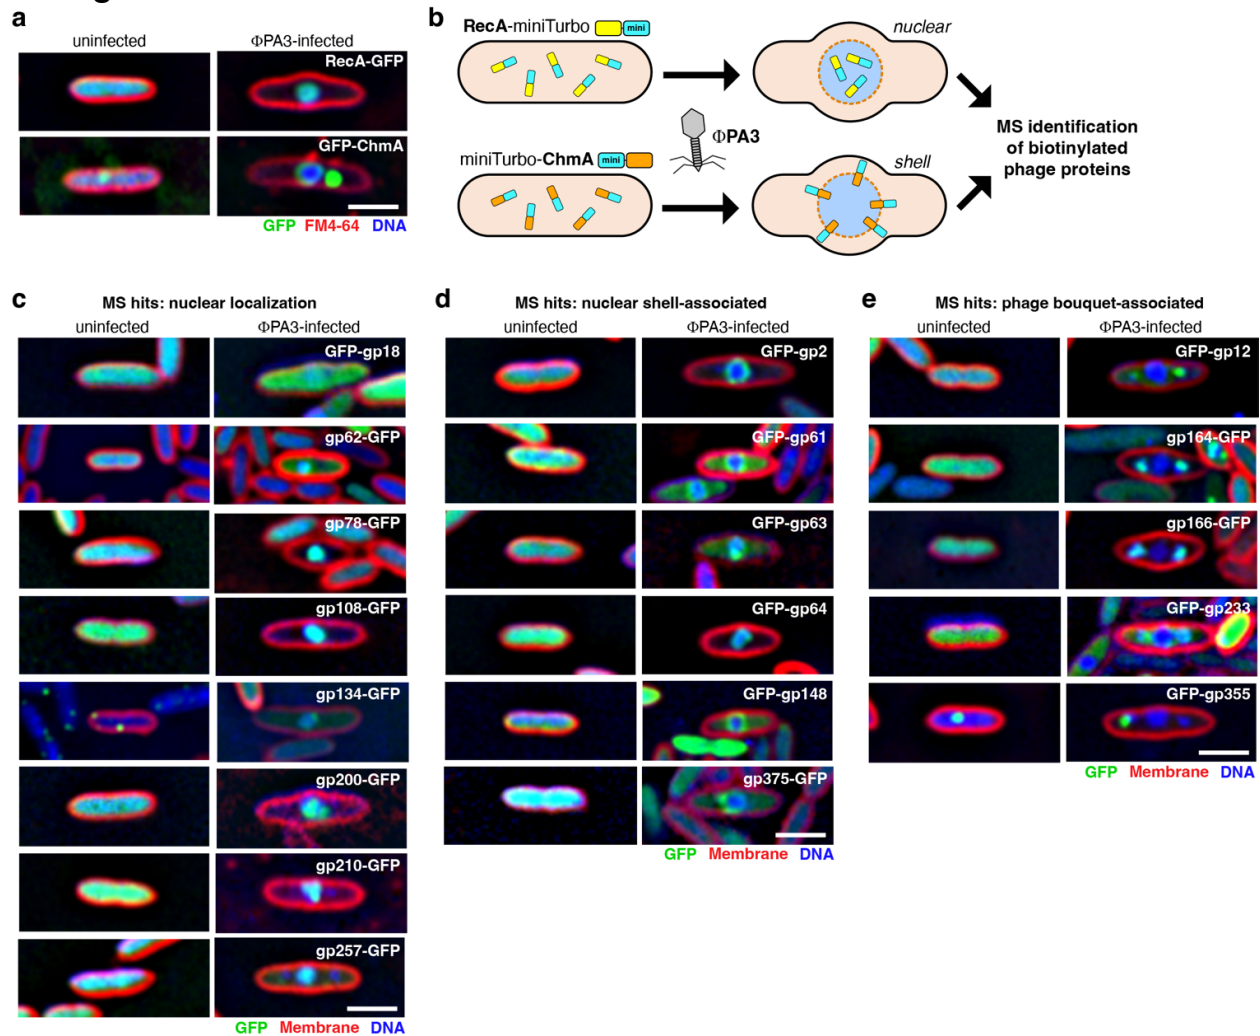 a
uninfected ΦPA3-infected
RecA-GFP
GFP-ChmA
GFP FM4-64 DNA
b
RecA-miniTurbo mini
nuclear
ΦPA3
miniTurbo-ChmA mini
shell
MS identification
of biotinylated
phage proteins
c
MS hits: nuclear localization
uninfected ΦPA3-infected
GFP-gp18
gp62-GFP
gp78-GFP
gp108-GFP
gp134-GFP
gp200-GFP
gp210-GFP
gp257-GFP
GFP Membrane DNA
d
MS hits: nuclear shell-associated
uninfected ΦPA3-infected
GFP-gp2
GFP-gp61
GFP-gp63
GFP-gp64
GFP-gp148
gp375-GFP
GFP Membrane DNA
e
MS hits: phage bouquet-associated
uninfected ΦPA3-infected
GFP-gp12
gp164-GFP
gp166-GFP
GFP-gp233
GFP-gp355
GFP Membrane DNA